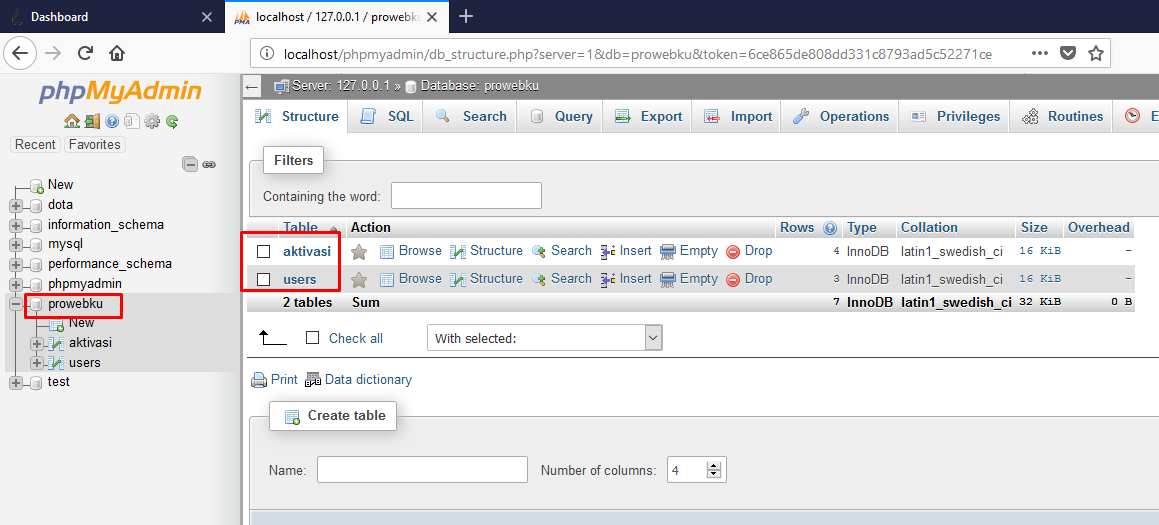 Dashboard
localhost / 127.0.0.1 / prowebku
localhost/phpmyadmin/db_structure.php?server=1&db=prowebku&token=6ce865de808dd331c8793ad5c52271ce
phpMyAdmin
Recent Favorites
New
dota
information_schema
mysql
performance_schema
phpmyadmin
prowebku
New
aktivasi
users
test
Server: 127.0.0.1 » Database: prowebku
Structure SQL Search Query Export Import Operations Privileges Routines E
Filters
Containing the word:
Table Action Rows Type Collation Size Overhead
aktivasi Browse Structure Search Insert Empty Drop 4 InnoDB latin1_swedish_ci 16 KiB -
users Browse Structure Search Insert Empty Drop 3 InnoDB latin1_swedish_ci 16 KiB -
2 tables Sum 7 InnoDB latin1_swedish_ci 32 KiB 0 B
Check all With selected:
Print Data dictionary
Create table
Name: Number of columns: 4